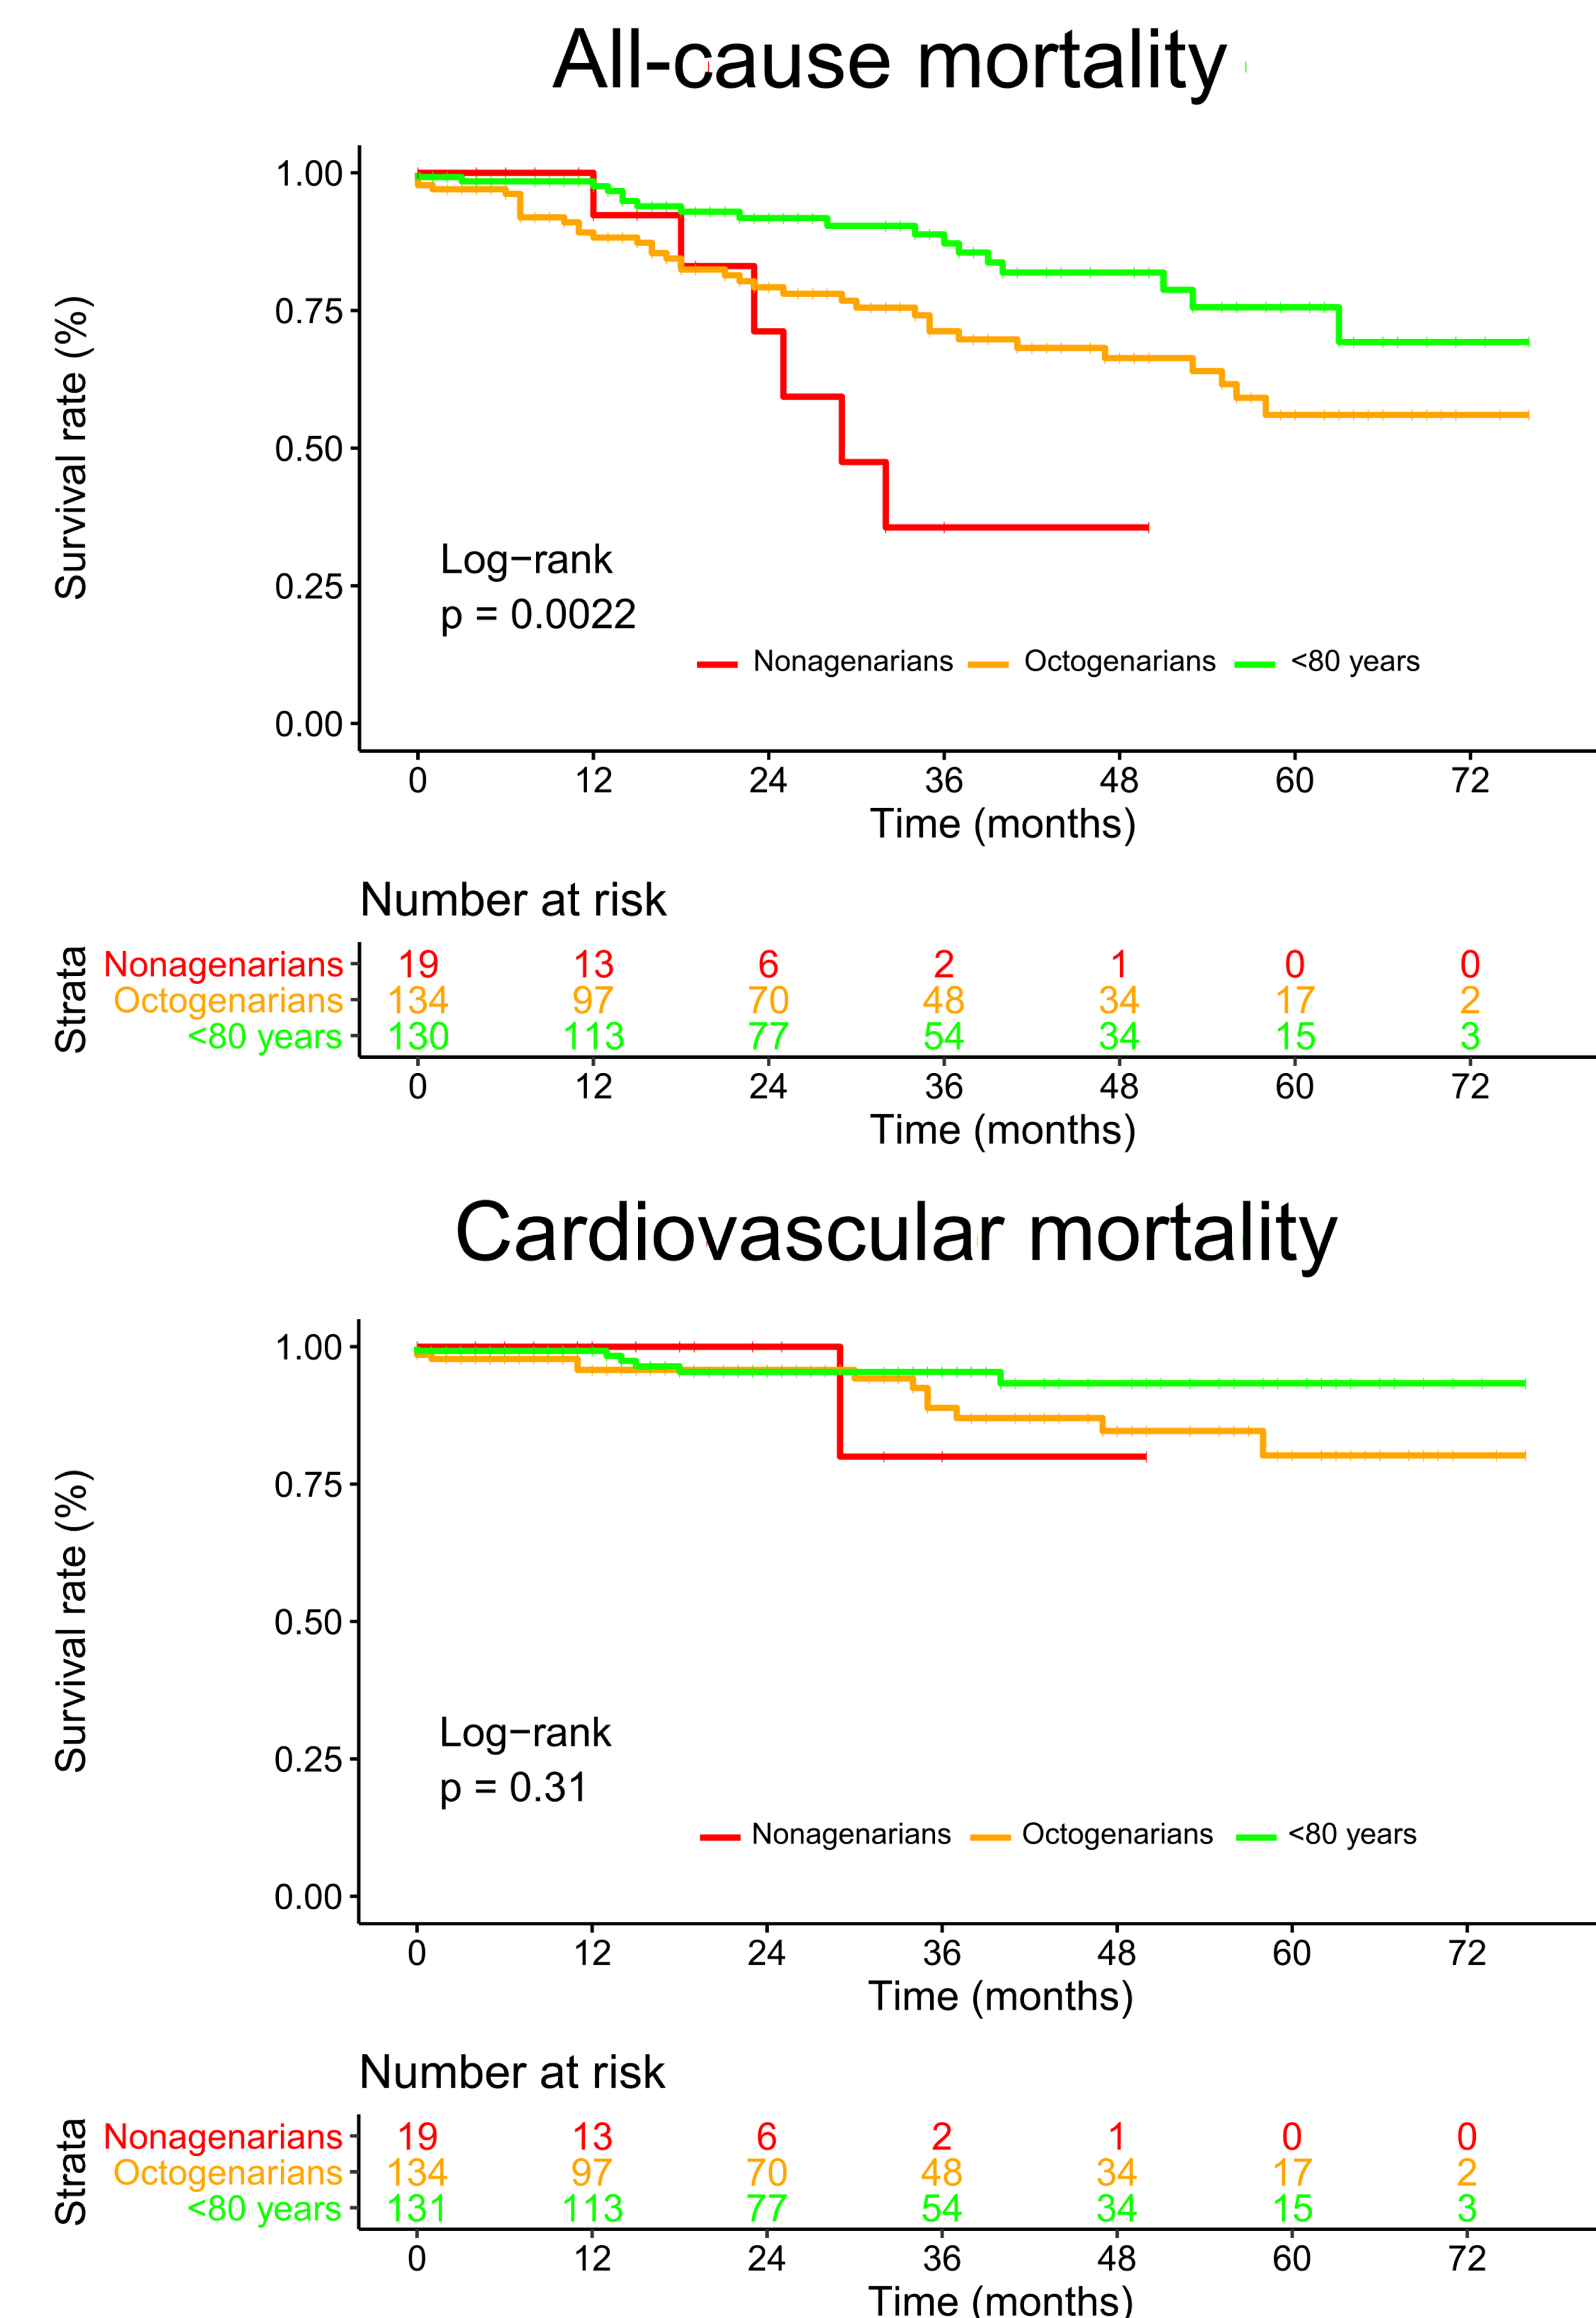 All-cause mortality
Survival rate (%)
1.00
0.75
0.50
0.25
0.00
Log−rank
p = 0.0022
Nonagenarians Octogenarians <80 years
0 12 24 36 48 60 72
Time (months)
Number at risk
Strata
Nonagenarians 19 13 6 2 1 0 0
Octogenarians 134 97 70 48 34 17 2
<80 years 130 113 77 54 34 15 3
0 12 24 36 48 60 72
Time (months)
Cardiovascular mortality
Survival rate (%)
1.00
0.75
0.50
0.25
0.00
Log−rank
p = 0.31
Nonagenarians Octogenarians <80 years
0 12 24 36 48 60 72
Time (months)
Number at risk
Strata
Nonagenarians 19 13 6 2 1 0 0
Octogenarians 134 97 70 48 34 17 2
<80 years 131 113 77 54 34 15 3
0 12 24 36 48 60 72
Time (months)